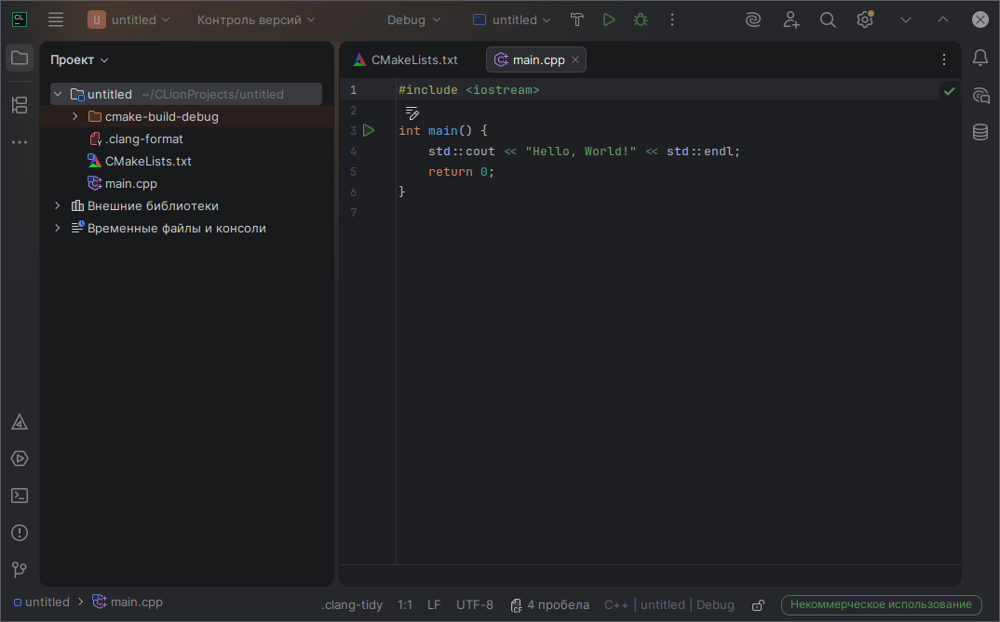 CL
U untitled Контроль версий Debug untitled
Проект
CMakeLists.txt main.cpp
untitled ~/CLionProjects/untitled
cmake-build-debug
.clang-format
CMakeLists.txt
main.cpp
Внешние библиотеки
Временные файлы и консоли
1 #include <iostream>
2
3 int main() {
4 std::cout << "Hello, World!" << std::endl;
5 return 0;
6 }
7
untitled main.cpp .clang-tidy 1:1 LF UTF-8 4 пробела C++ | untitled | Debug Некоммерческое использование